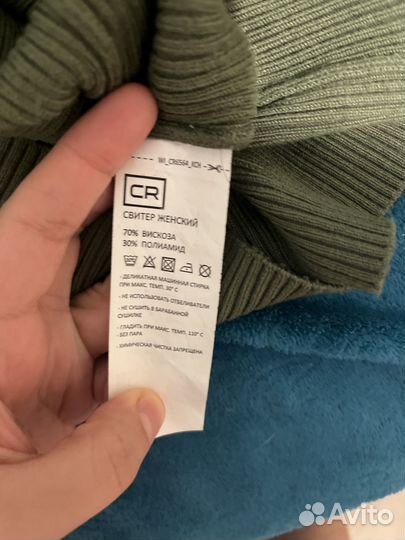 WI_CR6564_KCH
CR
СВИТЕР ЖЕНСКИЙ
70% ВИСКОЗА
30% ПОЛИАМИД
- ДЕЛИКАТНАЯ МАШИННАЯ СТИРКА
ПРИ МАКС. ТЕМП. 30° С
- НЕ ИСПОЛЬЗОВАТЬ ОТБЕЛИВАТЕЛИ
- НЕ СУШИТЬ В БАРАБАННОЙ
СУШИЛКЕ
- ГЛАДИТЬ ПРИ МАКС. ТЕМП. 110° С
- БЕЗ ПАРА
- ХИМИЧЕСКАЯ ЧИСТКА ЗАПРЕЩЕНА
Avito